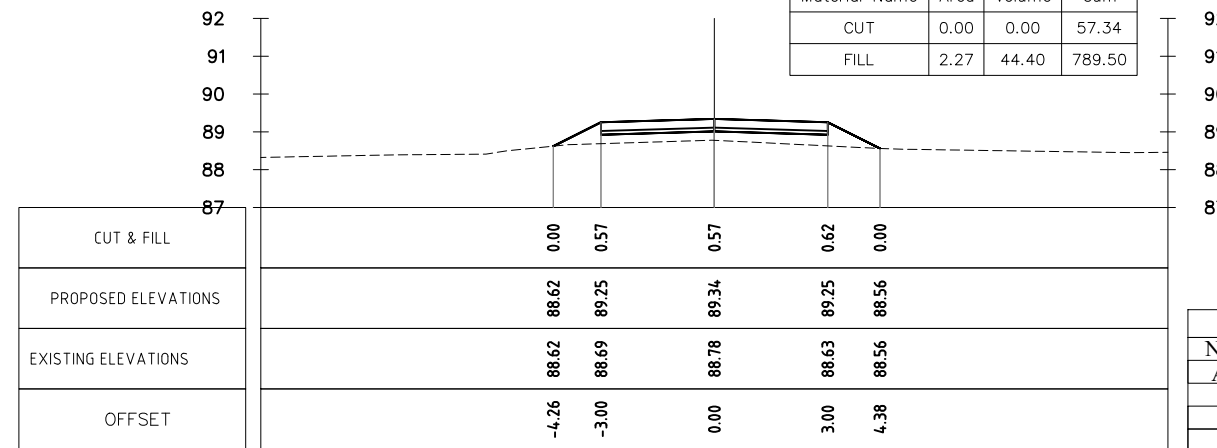 Material Name Area Volume Sum
CUT 0.00 0.00 57.34
FILL 2.27 44.40 789.50
92
91
90
89
88
87
CUT & FILL 0.00 0.57 0.57 0.62 0.00
PROPOSED ELEVATIONS 88.62 89.25 89.34 89.25 88.56
EXISTING ELEVATIONS 88.62 88.69 88.78 88.63 88.56
OFFSET -4.26 -3.00 0.00 3.00 4.38